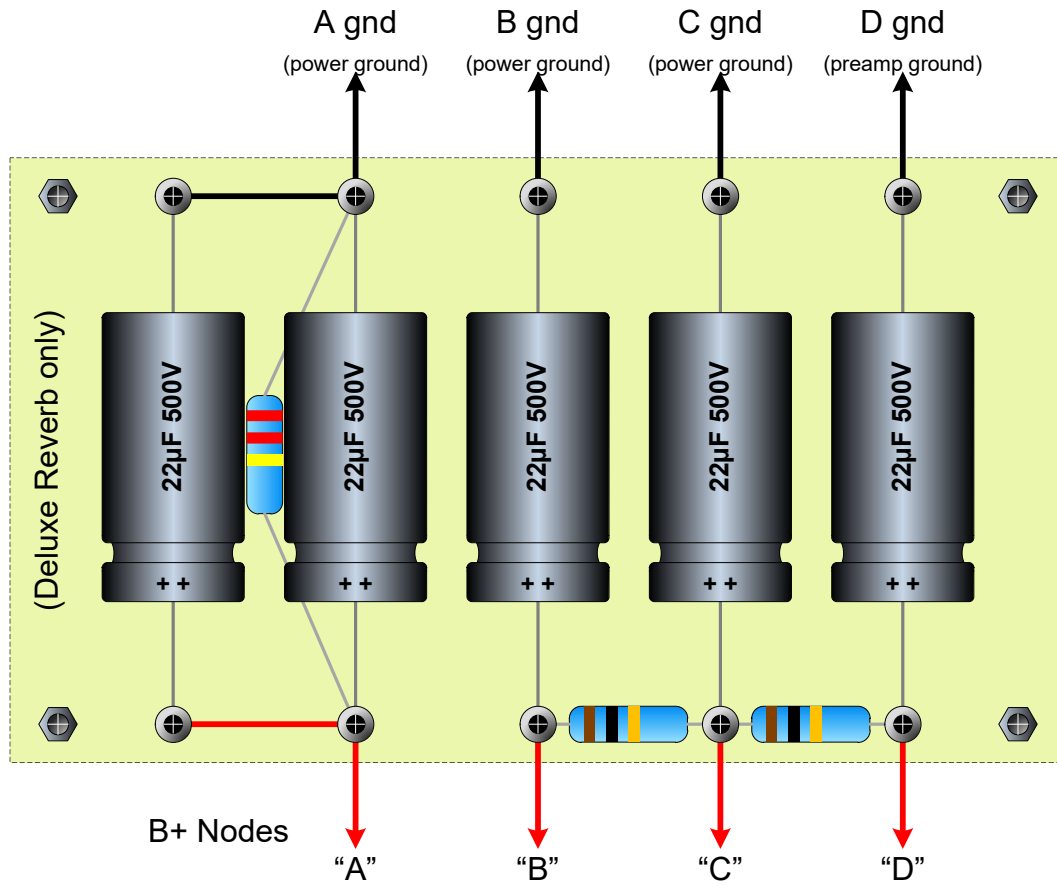 A gnd
(power ground)
B gnd
(power ground)
C gnd
(power ground)
D gnd
(preamp ground)
(Deluxe Reverb only)
22µF 500V
22µF 500V
22µF 500V
22µF 500V
22µF 500V
+ +
+ +
+ +
+ +
+ +
B+ Nodes
“A”
“B”
“C”
“D”